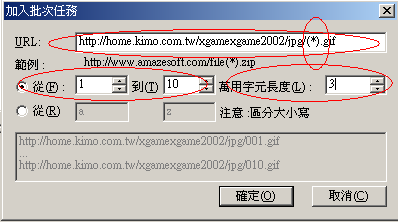 加入批次任務
URL: http://home.kimo.com.tw/xgamexgame2002/jpg/(*).gif
範例 : http://www.amazesoft.com/file(*).zip
從(F) : 1 到(T) 10 萬用字元長度(L) : 3
從(R) a 到 z 注意 :區分大小寫
http://home.kimo.com.tw/xgamexgame2002/jpg/001.gif
...
http://home.kimo.com.tw/xgamexgame2002/jpg/010.gif
確定(O) 取消(C)